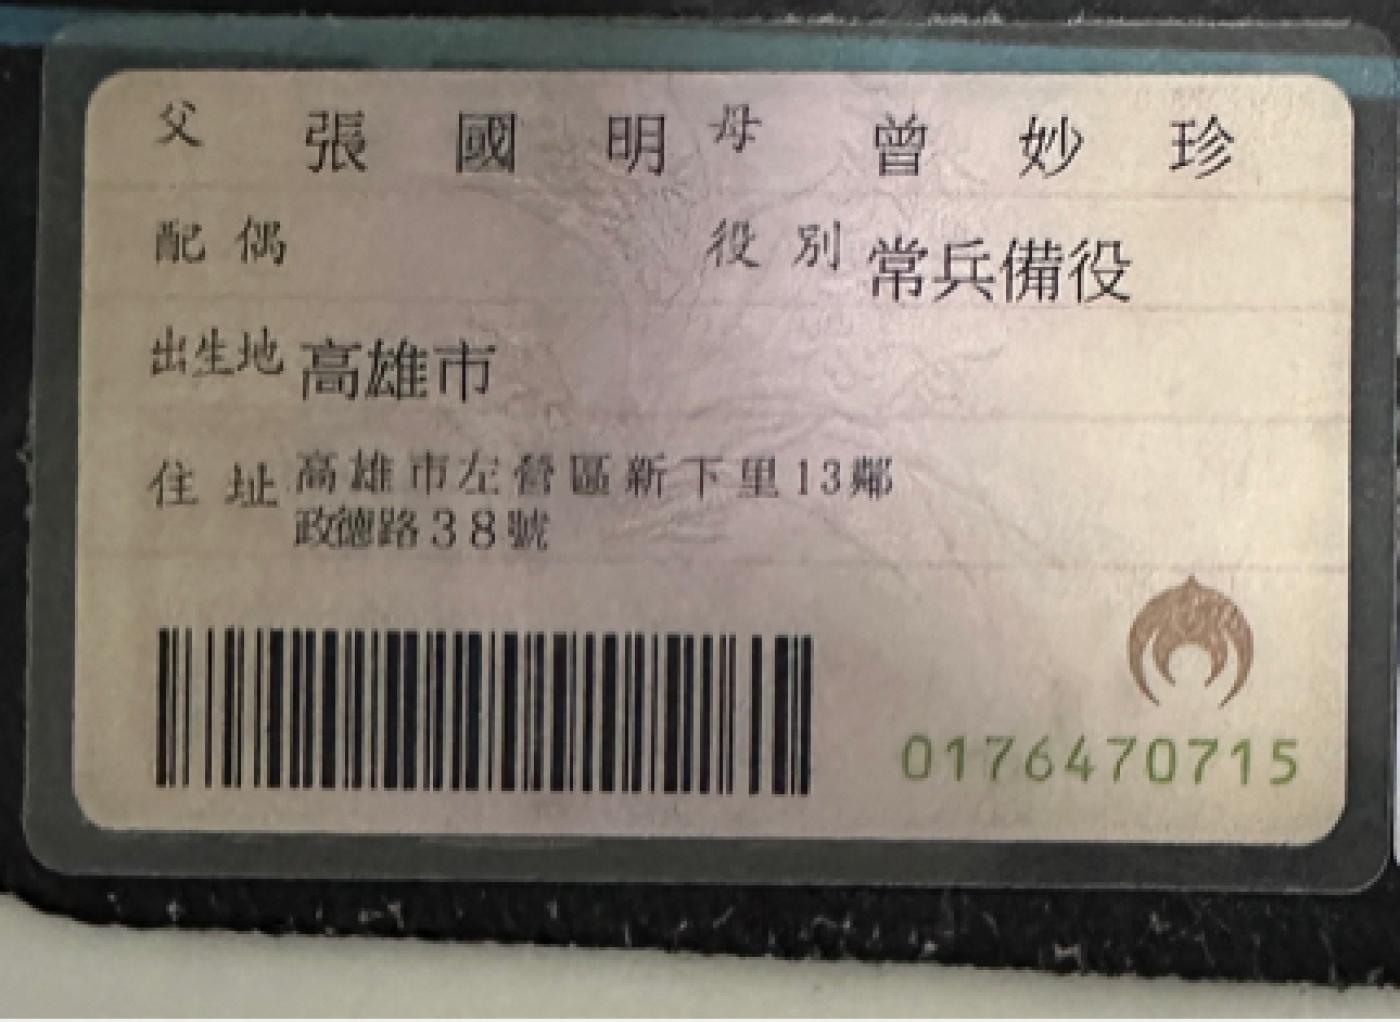 父 張國明 母 曾妙珍
配偶 役別 常兵備役
出生地 高雄市
住址 高雄市左營區新下里13鄰
政德路38號
0176470715